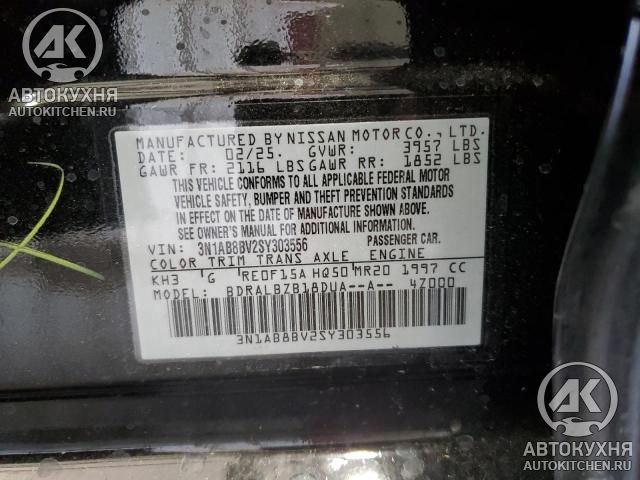 АК
АВТОКУХНЯ
AUTOKITCHEN.RU
MANUFACTURED BY NISSAN MOTOR CO., LTD.
DATE: 02/25. GVWR: 3957 LBS
GAWR FR: 2116 LBS GAWR RR: 1852 LBS
THIS VEHICLE CONFORMS TO ALL APPLICABLE FEDERAL MOTOR
VEHICLE SAFETY, BUMPER AND THEFT PREVENTION STANDARDS
IN EFFECT ON THE DATE OF MANUFACTURE SHOWN ABOVE.
SEE OWNER'S MANUAL FOR ADDITIONAL INFORMATION.
VIN: 3N1AB8BV2SY303556 PASSENGER CAR.
COLOR TRIM TRANS AXLE ENGINE
KH3 G RE0F15A HQ50 MR20 1997 CC
MODEL: BDRALBZB18DUA--A-- 4Z000
3N1AB8BV2SY303556
АК
АВТОКУХНЯ
AUTOKITCHEN.RU